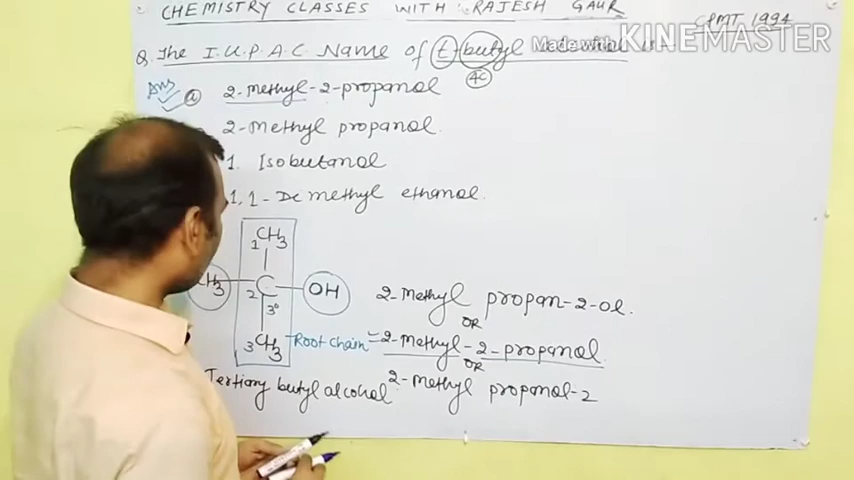 CHEMISTRY CLASSES WITH RAJESH GAUR
CPMT 1994
Made with KINEMASTER
Q. The I.U.P.A.C. Name of t-butyl
4C
Ans a 2-methyl-2-propanol
2-Methyl propanol.
1. Isobutanol
1,1-Dimethyl ethanol.
1 CH3
CH3 2 C OH
3°
3 CH3
Root chain
Tertiary butyl alcohol
2-methyl propan-2-ol.
OR
2-methyl-2-propanol
OR
2-methyl propanol-2